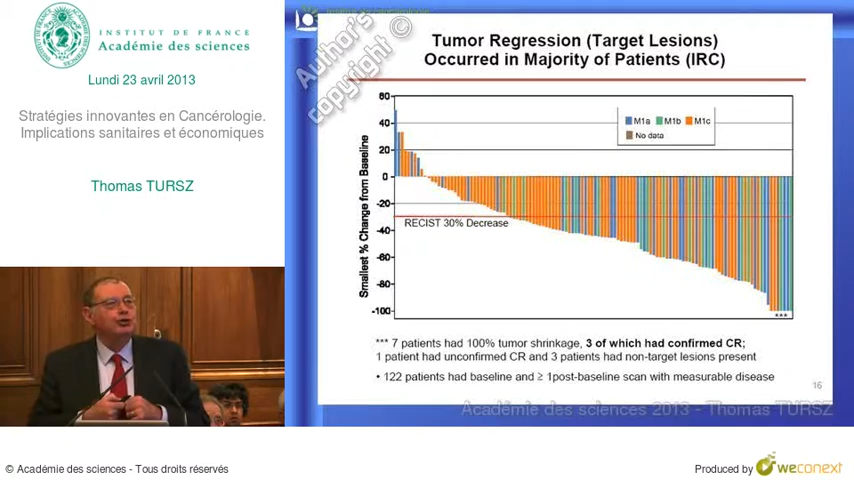 INSTITUT DE FRANCE
Académie des sciences
Lundi 23 avril 2013
Stratégies innovantes en Cancérologie.
Implications sanitaires et économiques
Thomas TURSZ
Author's
copyright ©
Tumor Regression (Target Lesions)
Occurred in Majority of Patients (IRC)
Smallest % Change from Baseline
60
40
20
0
-20
-40
-60
-80
-100
M1a M1b M1c
No data
RECIST 30% Decrease
***
*** 7 patients had 100% tumor shrinkage, 3 of which had confirmed CR;
1 patient had unconfirmed CR and 3 patients had non-target lesions present
• 122 patients had baseline and ≥ 1post-baseline scan with measurable disease
16
Académie des sciences 2013 - Thomas TURSZ
© Académie des sciences - Tous droits réservés
Produced by weconext